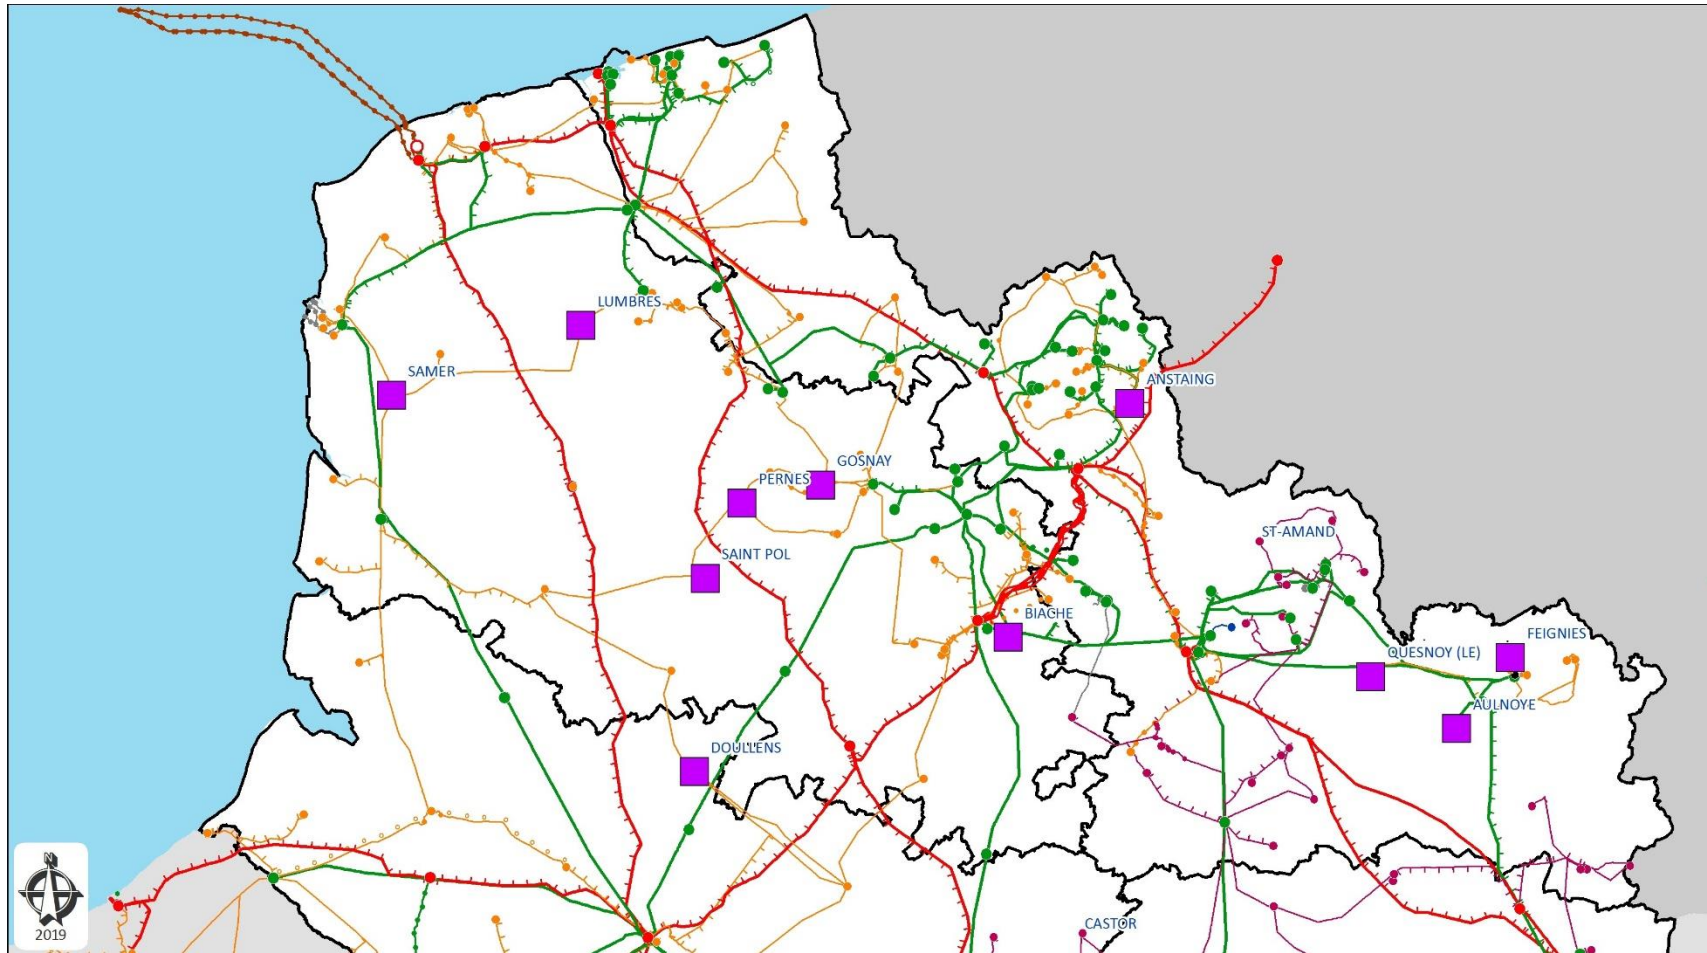 LUMBRES
SAMER
ANSTAING
GOSNAY
PERNES
ST-AMAND
SAINT POL
BIACHE
FEIGNIES
QUESNOY (LE)
AULNOYE
DOULLENS
N
2019
CASTOR